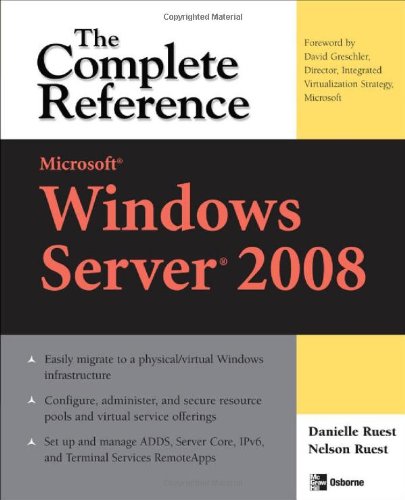 Copyrighted Material
The
Complete
Reference
Foreword by
David Greschler,
Director, Integrated
Virtualization Strategy,
Microsoft
Microsoft®
Windows
Server® 2008
Easily migrate to a physical/virtual Windows
infrastructure
Configure, administer, and secure resource
pools and virtual service offerings
Set up and manage ADDS, Server Core, IPv6,
and Terminal Services RemoteApps
Danielle Ruest
Nelson Ruest
Mc
Graw
Hill
Osborne
Copyrighted Material